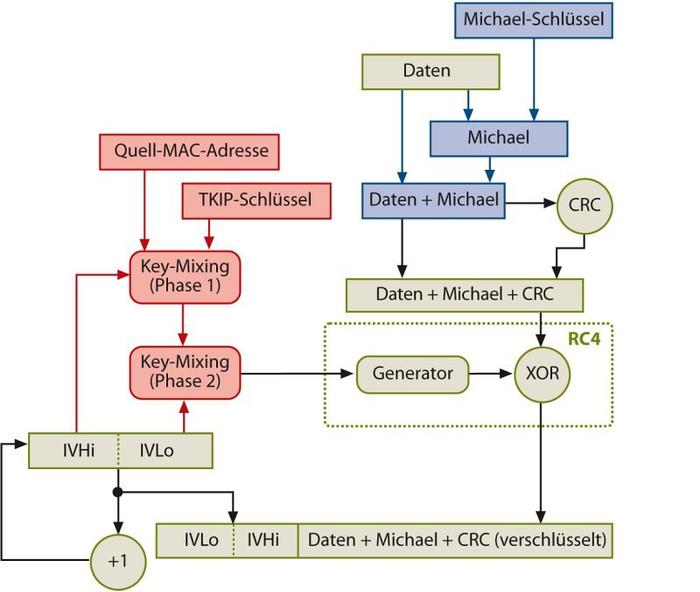 Michael-Schlüssel
Daten
Michael
Quell-MAC-Adresse
TKIP-Schlüssel
Daten + Michael
CRC
Key-Mixing
(Phase 1)
Daten + Michael + CRC
RC4
Key-Mixing
(Phase 2)
Generator
XOR
IVHi
IVLo
IVLo
IVHi
Daten + Michael + CRC (verschlüsselt)
+1